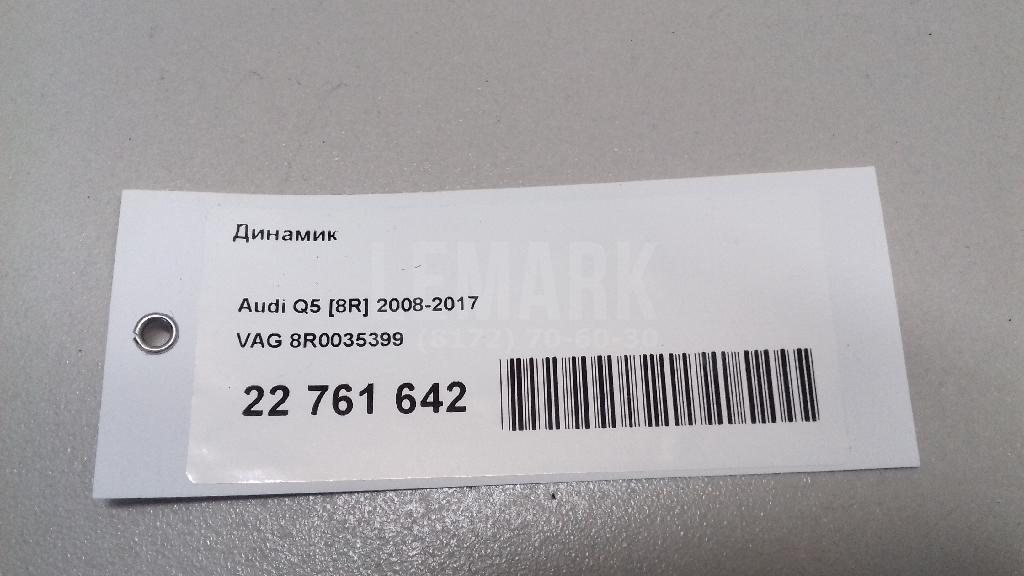 Динамик
LEMARK
Audi Q5 [8R] 2008-2017
VAG 8R0035399
(8172) 70-60-30
22 761 642